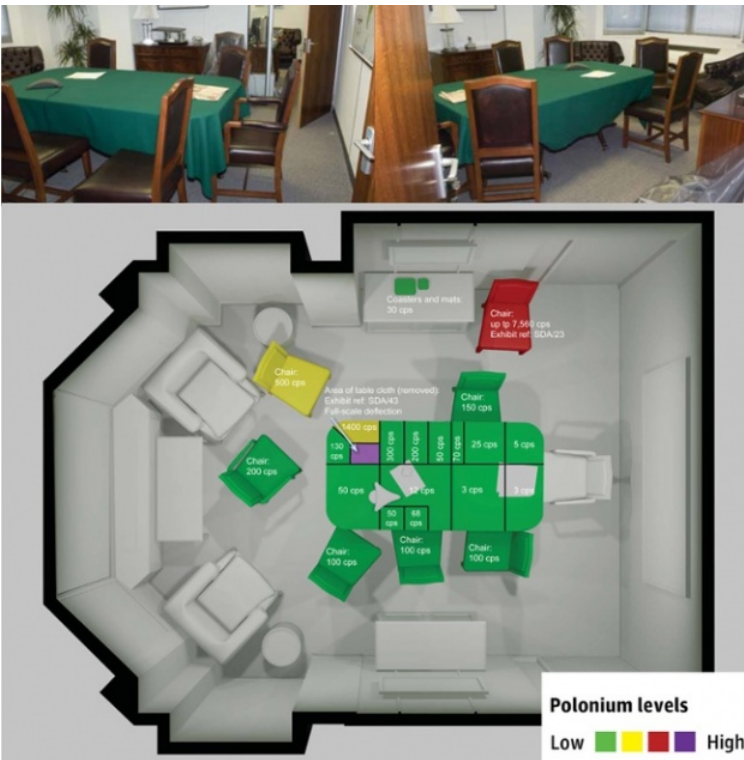 Coasters and mats
30 cps
Chair:
up tp 7,560 cps
Exhibit ref: SDA/23
Chair:
500 cps
Area of table cloth (removed):
Exhibit ref: SDA/43
Full-scale deflection
Chair:
150 cps
1400 cps
130
cps
300 cps
200 cps
50 cps
70 cps
25 cps
5 cps
Chair:
200 cps
50 cps
12 cps
3 cps
3 cps
50
cps
68
cps
Chair:
100 cps
Chair:
100 cps
Chair:
100 cps
Polonium levels
Low
High